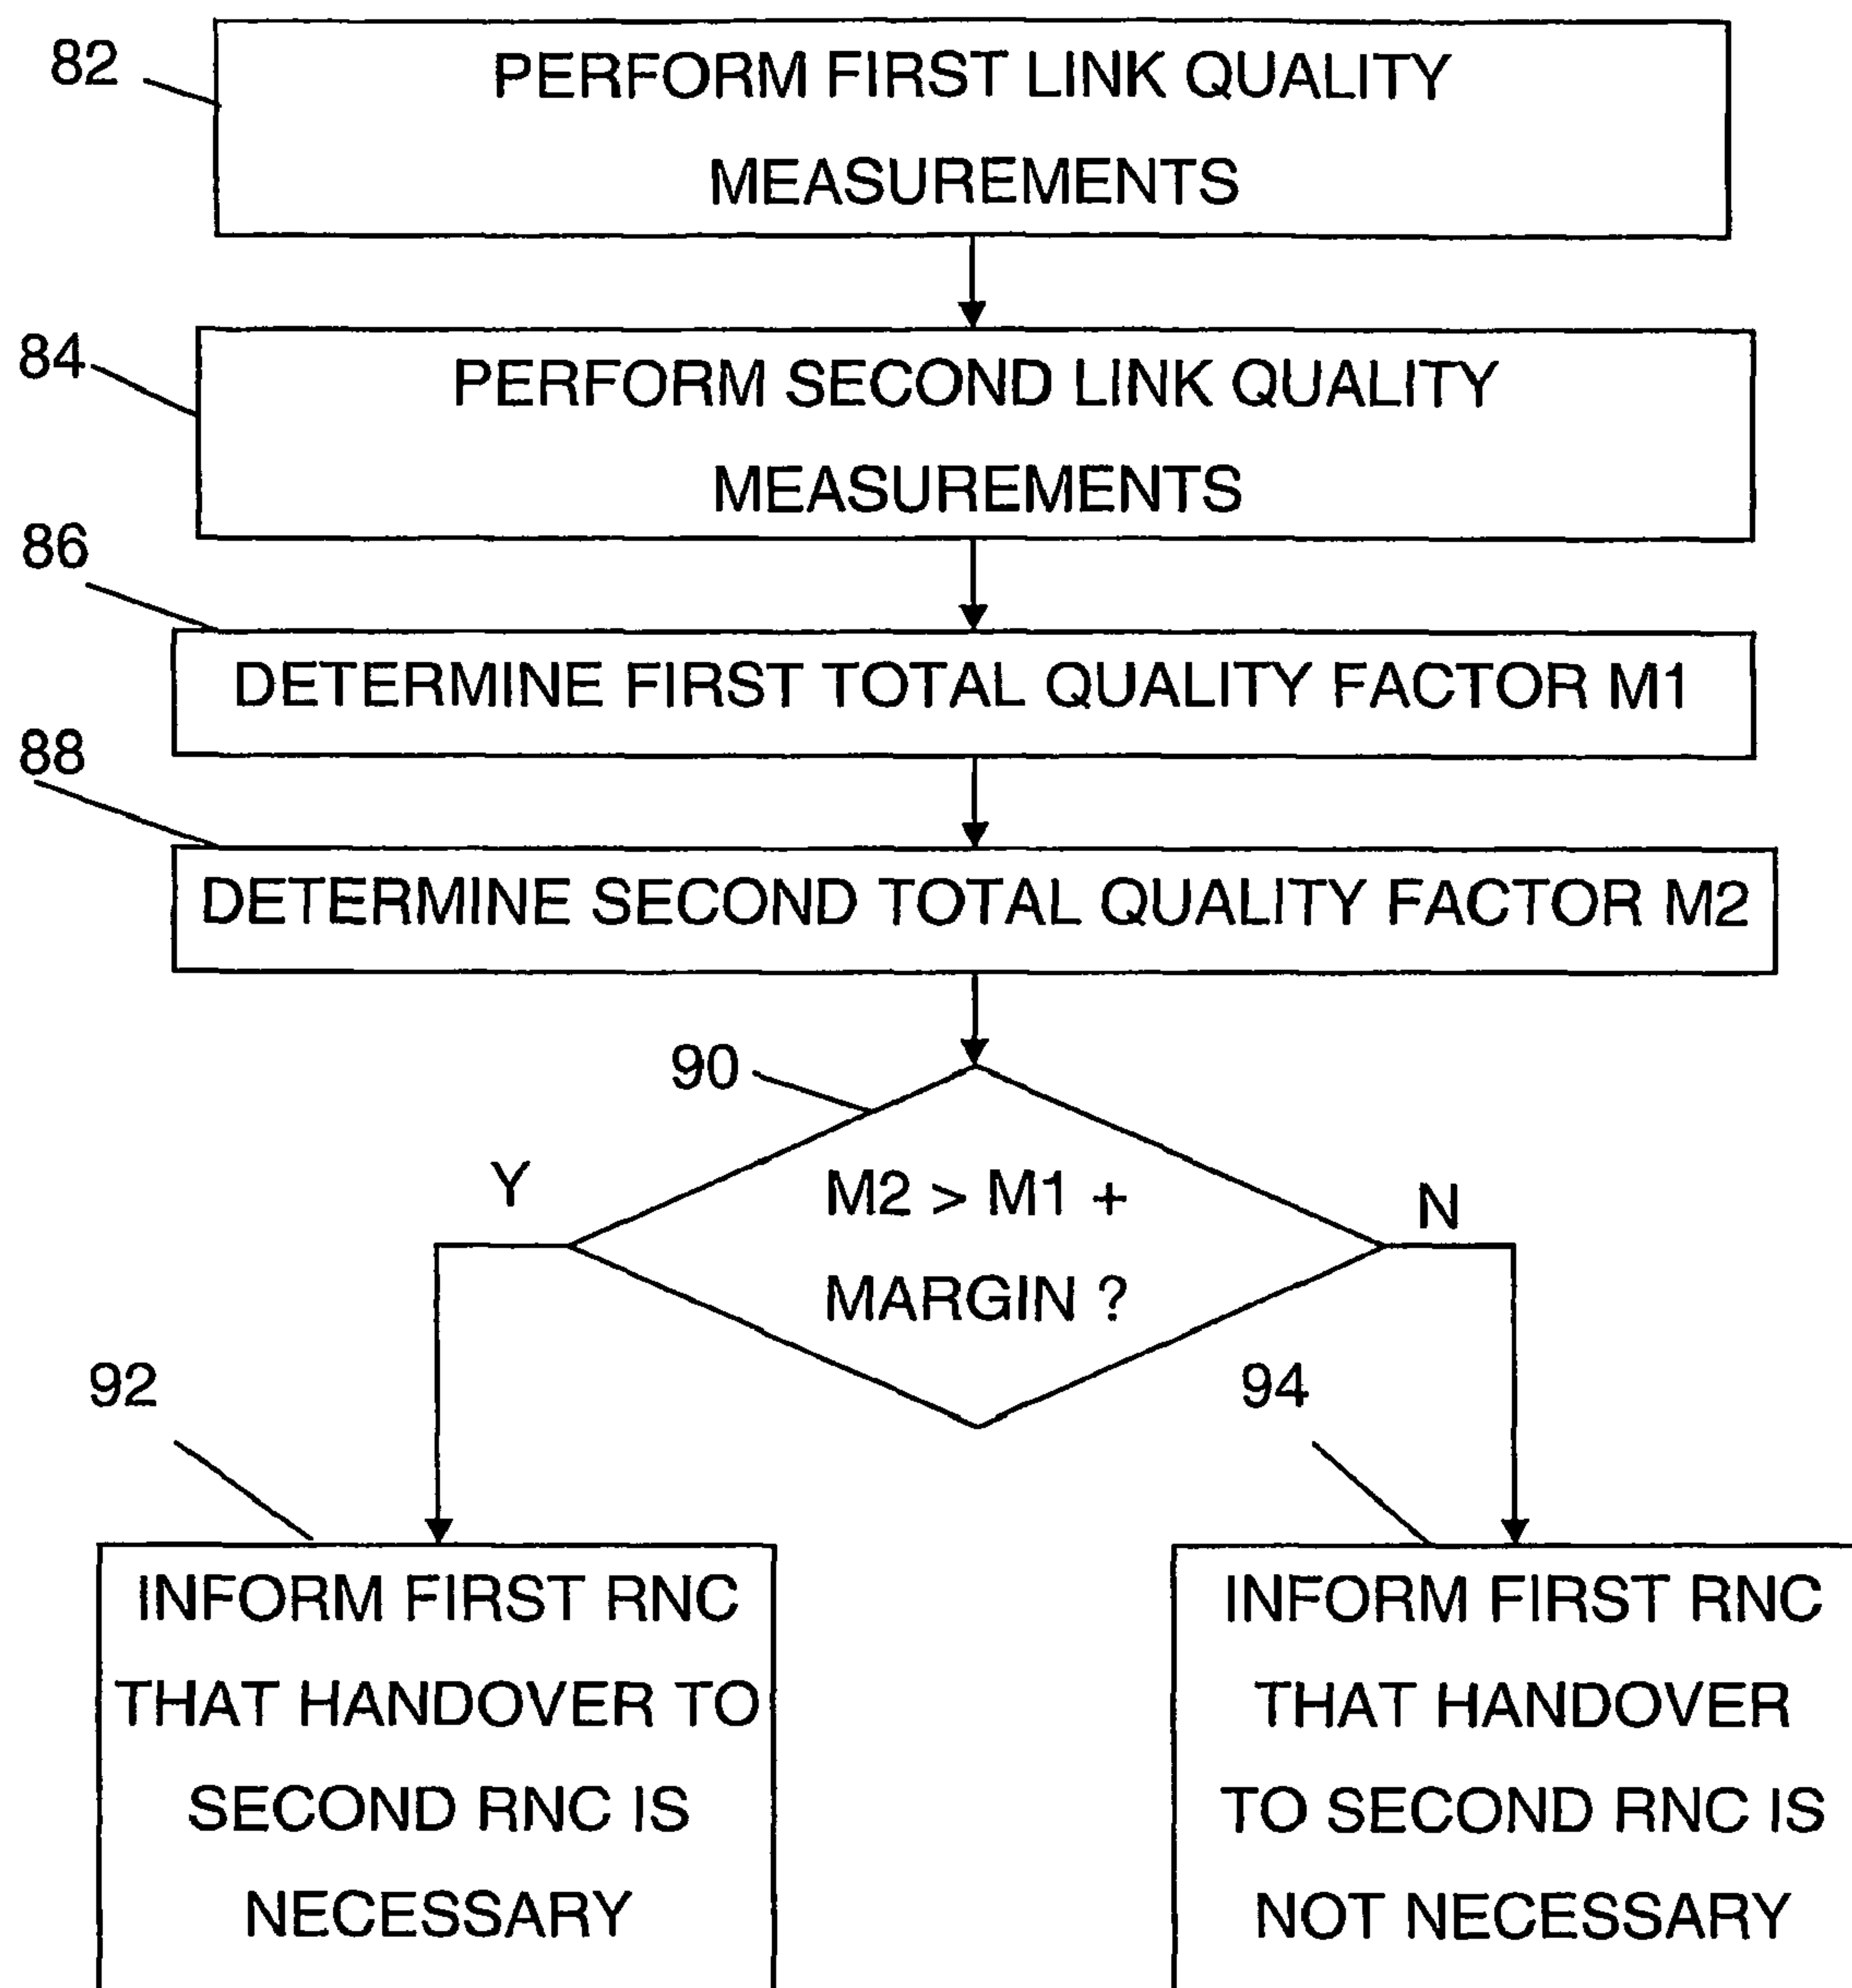 82
PERFORM FIRST LINK QUALITY
MEASUREMENTS
84
PERFORM SECOND LINK QUALITY
MEASUREMENTS
86
DETERMINE FIRST TOTAL QUALITY FACTOR M1
88
DETERMINE SECOND TOTAL QUALITY FACTOR M2
90
Y
M2 > M1 +
MARGIN ?
N
92
INFORM FIRST RNC
THAT HANDOVER TO
SECOND RNC IS
NECESSARY
94
INFORM FIRST RNC
THAT HANDOVER
TO SECOND RNC IS
NOT NECESSARY